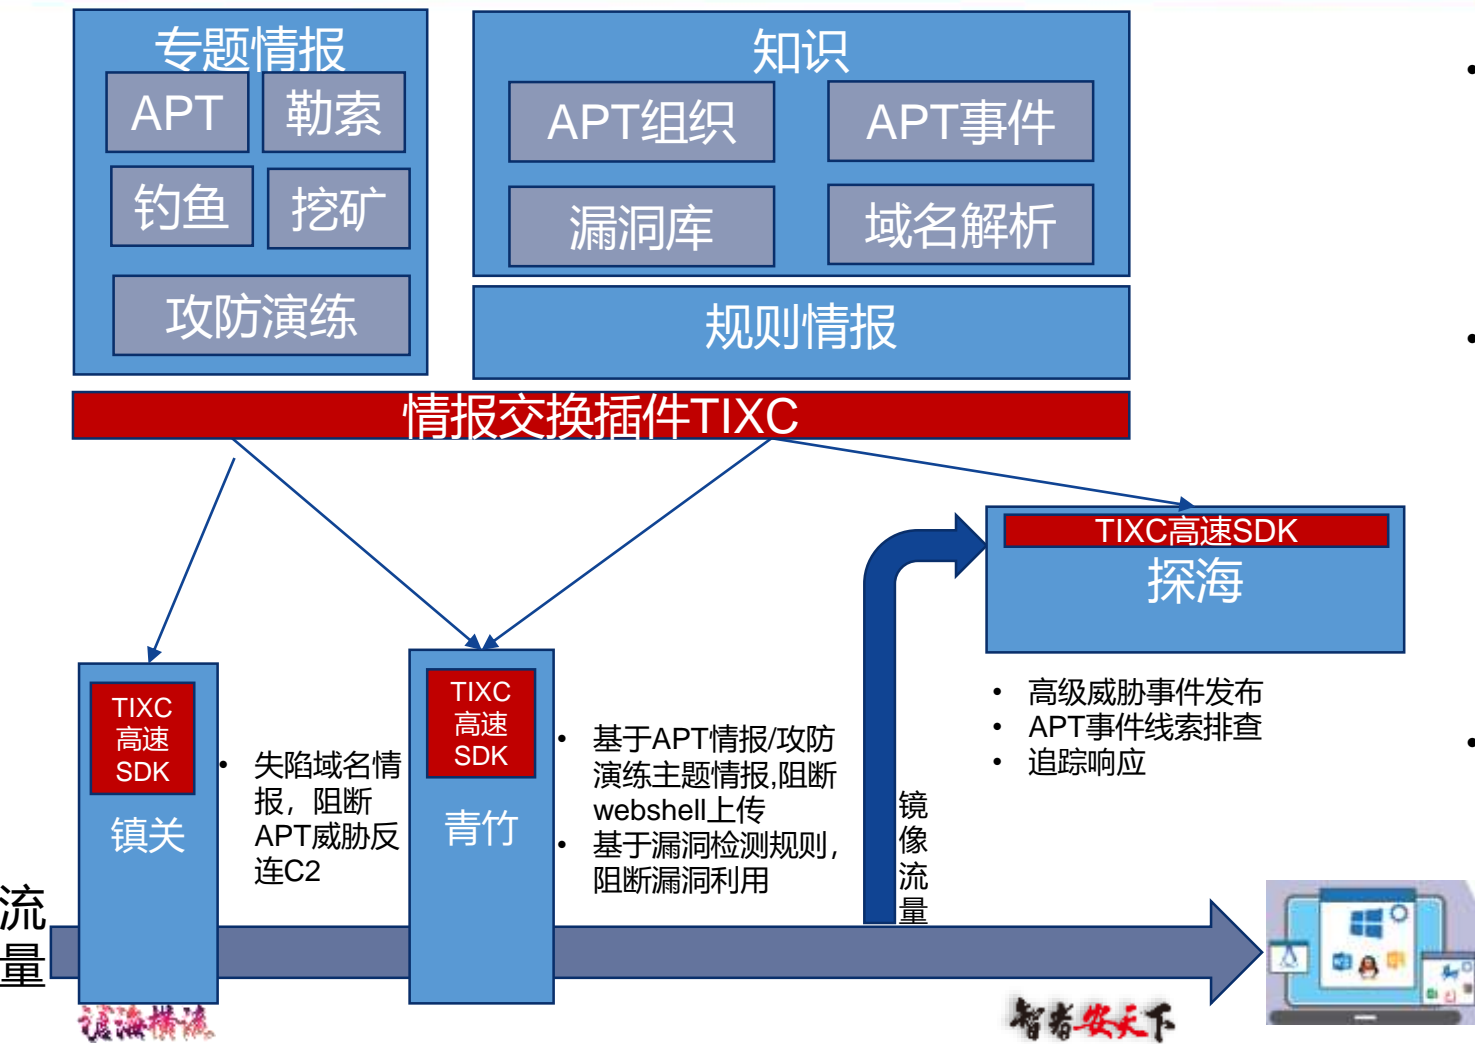 专题情报
APT
勒索
钓鱼
挖矿
攻防演练
知识
APT组织
APT事件
漏洞库
域名解析
规则情报
情报交换插件TIXC
TIXC高速SDK
探海
• 高级威胁事件发布
• APT事件线索排查
• 追踪响应
TIXC
高速
SDK
镇关
• 失陷域名情
报，阻断
APT威胁反
连C2
TIXC
高速
SDK
青竹
• 基于APT情报/攻防
演练主题情报,阻断
webshell上传
• 基于漏洞检测规则，
阻断漏洞利用
镜
像
流
量
流
量
沧海横流
智者安天下